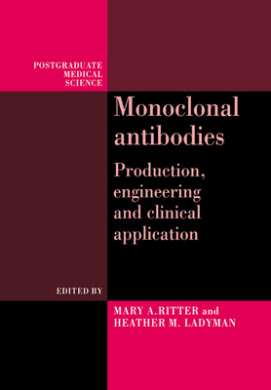 POSTGRADUATE
MEDICAL
SCIENCE
Monoclonal
antibodies
Production,
engineering
and clinical
application
EDITED BY
MARY A. RITTER and
HEATHER M. LADYMAN